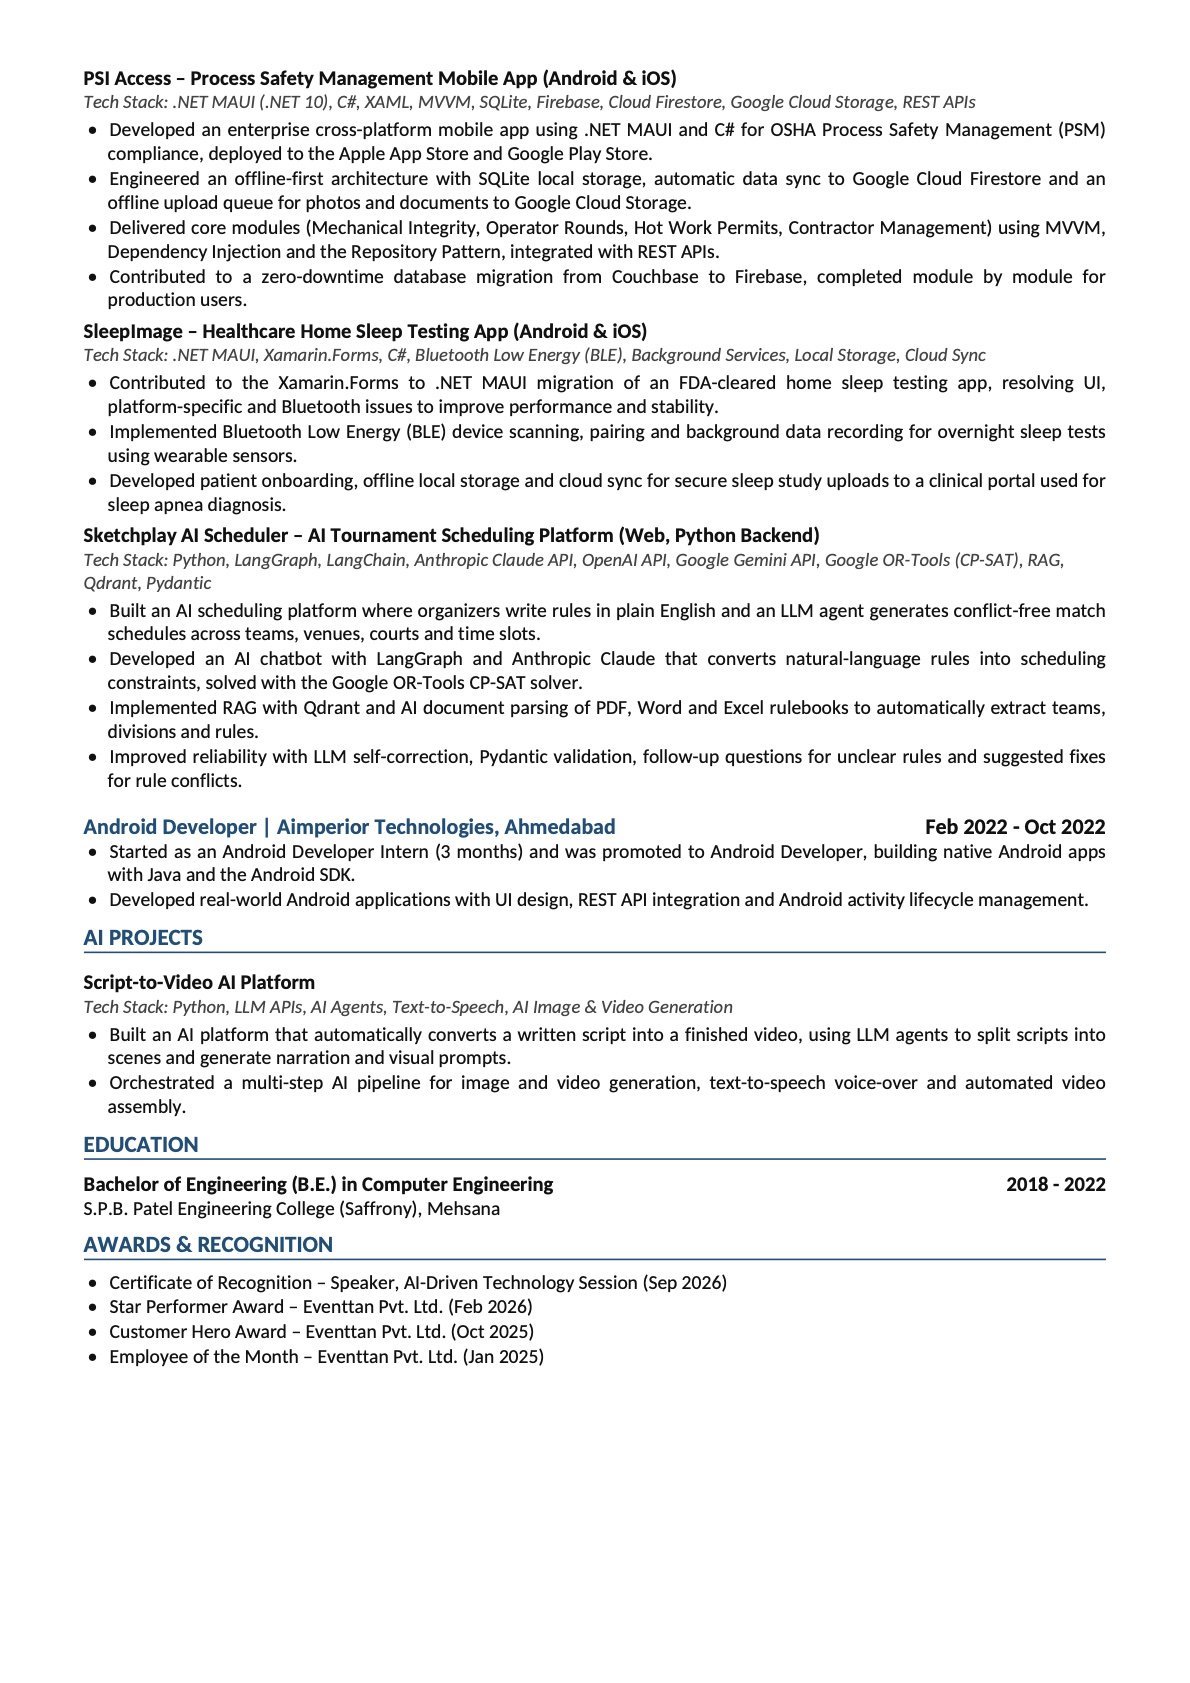 PSI Access – Process Safety Management Mobile App (Android & iOS)
Tech Stack: .NET MAUI (.NET 10), C#, XAML, MVVM, SQLite, Firebase, Cloud Firestore, Google Cloud Storage, REST APIs
• Developed an enterprise cross-platform mobile app using .NET MAUI and C# for OSHA Process Safety Management (PSM)
compliance, deployed to the Apple App Store and Google Play Store.
• Engineered an offline-first architecture with SQLite local storage, automatic data sync to Google Cloud Firestore and an
offline upload queue for photos and documents to Google Cloud Storage.
• Delivered core modules (Mechanical Integrity, Operator Rounds, Hot Work Permits, Contractor Management) using MVVM,
Dependency Injection and the Repository Pattern, integrated with REST APIs.
• Contributed to a zero-downtime database migration from Couchbase to Firebase, completed module by module for
production users.
SleepImage – Healthcare Home Sleep Testing App (Android & iOS)
Tech Stack: .NET MAUI, Xamarin.Forms, C#, Bluetooth Low Energy (BLE), Background Services, Local Storage, Cloud Sync
• Contributed to the Xamarin.Forms to .NET MAUI migration of an FDA-cleared home sleep testing app, resolving UI,
platform-specific and Bluetooth issues to improve performance and stability.
• Implemented Bluetooth Low Energy (BLE) device scanning, pairing and background data recording for overnight sleep tests
using wearable sensors.
• Developed patient onboarding, offline local storage and cloud sync for secure sleep study uploads to a clinical portal used for
sleep apnea diagnosis.
Sketchplay AI Scheduler – AI Tournament Scheduling Platform (Web, Python Backend)
Tech Stack: Python, LangGraph, LangChain, Anthropic Claude API, OpenAI API, Google Gemini API, Google OR-Tools (CP-SAT), RAG,
Qdrant, Pydantic
• Built an AI scheduling platform where organizers write rules in plain English and an LLM agent generates conflict-free match
schedules across teams, venues, courts and time slots.
• Developed an AI chatbot with LangGraph and Anthropic Claude that converts natural-language rules into scheduling
constraints, solved with the Google OR-Tools CP-SAT solver.
• Implemented RAG with Qdrant and AI document parsing of PDF, Word and Excel rulebooks to automatically extract teams,
divisions and rules.
• Improved reliability with LLM self-correction, Pydantic validation, follow-up questions for unclear rules and suggested fixes
for rule conflicts.
Android Developer | Aimperior Technologies, Ahmedabad Feb 2022 - Oct 2022
• Started as an Android Developer Intern (3 months) and was promoted to Android Developer, building native Android apps
with Java and the Android SDK.
• Developed real-world Android applications with UI design, REST API integration and Android activity lifecycle management.
AI PROJECTS
Script-to-Video AI Platform
Tech Stack: Python, LLM APIs, AI Agents, Text-to-Speech, AI Image & Video Generation
• Built an AI platform that automatically converts a written script into a finished video, using LLM agents to split scripts into
scenes and generate narration and visual prompts.
• Orchestrated a multi-step AI pipeline for image and video generation, text-to-speech voice-over and automated video
assembly.
EDUCATION
Bachelor of Engineering (B.E.) in Computer Engineering 2018 - 2022
S.P.B. Patel Engineering College (Saffrony), Mehsana
AWARDS & RECOGNITION
• Certificate of Recognition – Speaker, AI-Driven Technology Session (Sep 2026)
• Star Performer Award – Eventtan Pvt. Ltd. (Feb 2026)
• Customer Hero Award – Eventtan Pvt. Ltd. (Oct 2025)
• Employee of the Month – Eventtan Pvt. Ltd. (Jan 2025)